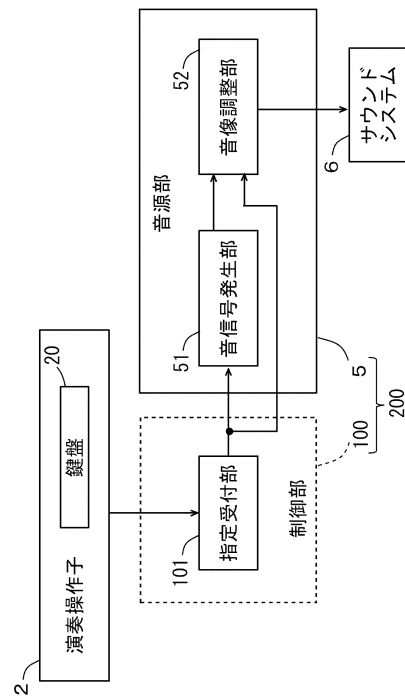 2
演奏操作子
鍵盤
20
制御部
指定受付部
101
音源部
音信号発生部
51
音像調整部
52
サウンド
システム
6
100
5
200